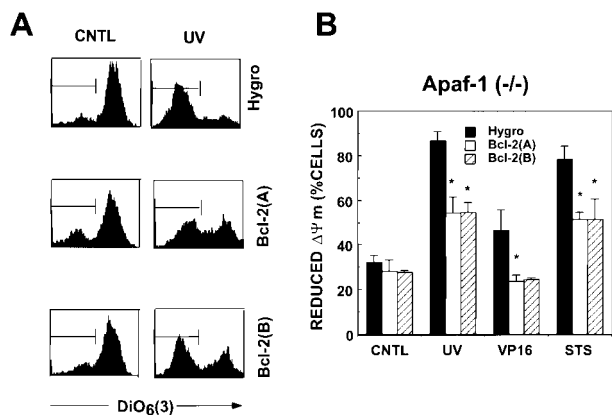 A
CNTL
UV
Hygro
Bcl-2(A)
Bcl-2(B)
DiO6(3)
B
Apaf-1 (-/-)
REDUCED ΔΨm (%CELLS)
100
80
60
40
20
0
Hygro
Bcl-2(A)
Bcl-2(B)
* *
*
* *
CNTL
UV
VP16
STS